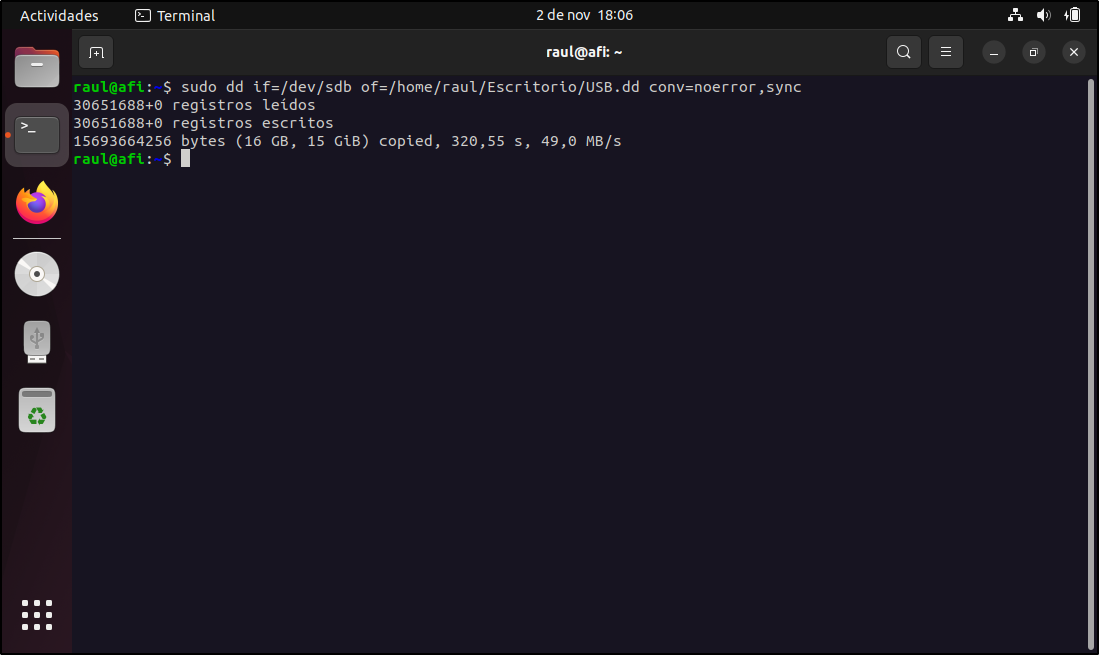 Actividades
Terminal
2 de nov 18:06
raul@afi: ~
raul@afi:~$ sudo dd if=/dev/sdb of=/home/raul/Escritorio/USB.dd conv=noerror,sync
30651688+0 registros leídos
30651688+0 registros escritos
15693664256 bytes (16 GB, 15 GiB) copied, 320,55 s, 49,0 MB/s
raul@afi:~$